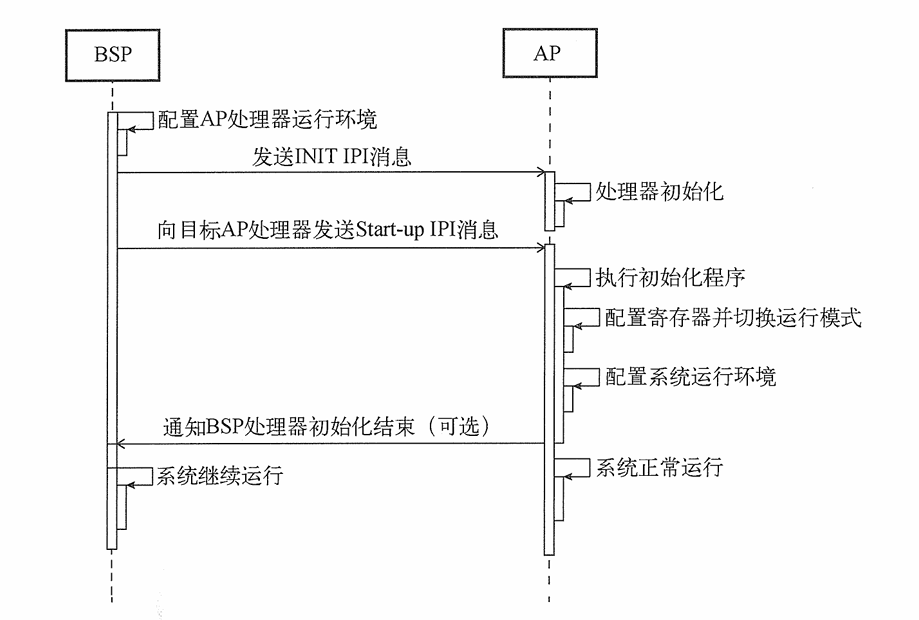 BSP
AP
配置AP处理器运行环境
发送INIT IPI消息
处理器初始化
向目标AP处理器发送Start-up IPI消息
执行初始化程序
配置寄存器并切换运行模式
配置系统运行环境
通知BSP处理器初始化结束（可选）
系统继续运行
系统正常运行